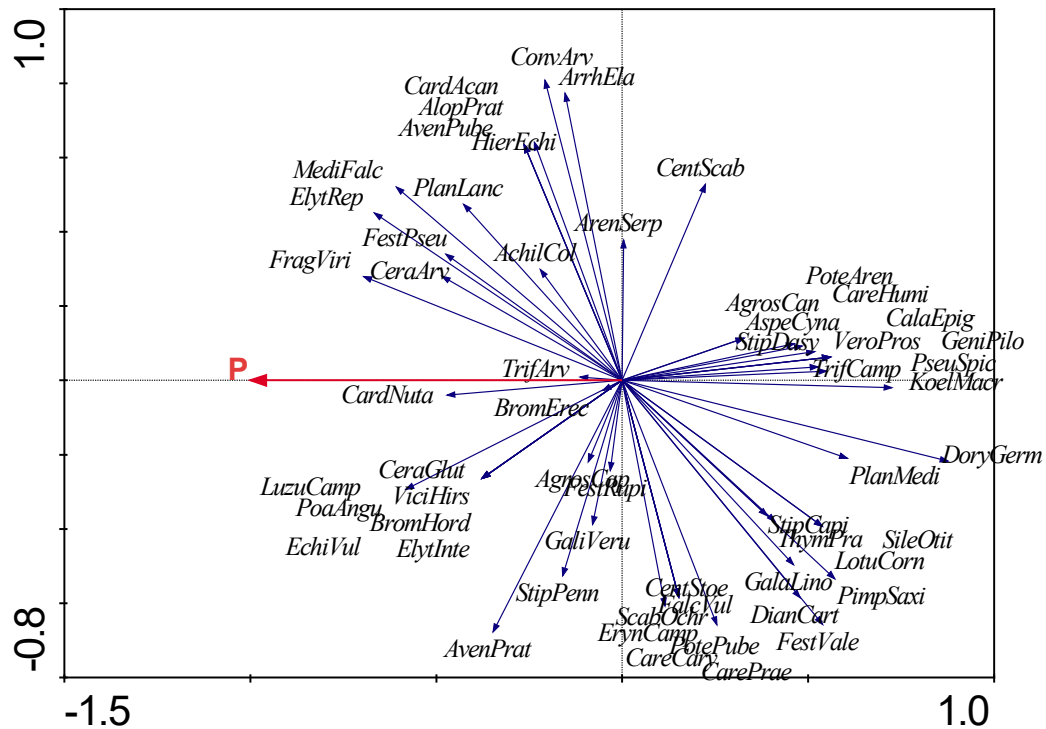 1.0
ConvArv
ArrhEla
CardAcan
AlopPrat
AvenPube
HierEchi
MediFalc
PlanLanc
CentScab
ElytRep
ArenSerp
FestPseu
AchilCol
FragViri
CeraArv
PoteAren
CareHumi
AgrosCan
CalaEpig
AspeCyna
StipDasy
VeroPros
GeniPilo
P
TrifArv
TrifCamp
PseuSpic
KoelMacr
CardNuta
BromErec
DoryGerm
PlanMedi
CeraGlut
AgrosCap
FestRupi
LuzuCamp
ViciHirs
PoaAngu
BromHord
StipCapi
ThymPra
SileOtit
EchiVul
ElytInte
GaliVeru
LotuCorn
StipPenn
CentStoe
GalaLino
PimpSaxi
FalcVul
ScabOchr
DianCart
ErynCamp
FestVale
AvenPrat
PotePube
CareCary
CarePrae
-0.8
-1.5
1.0